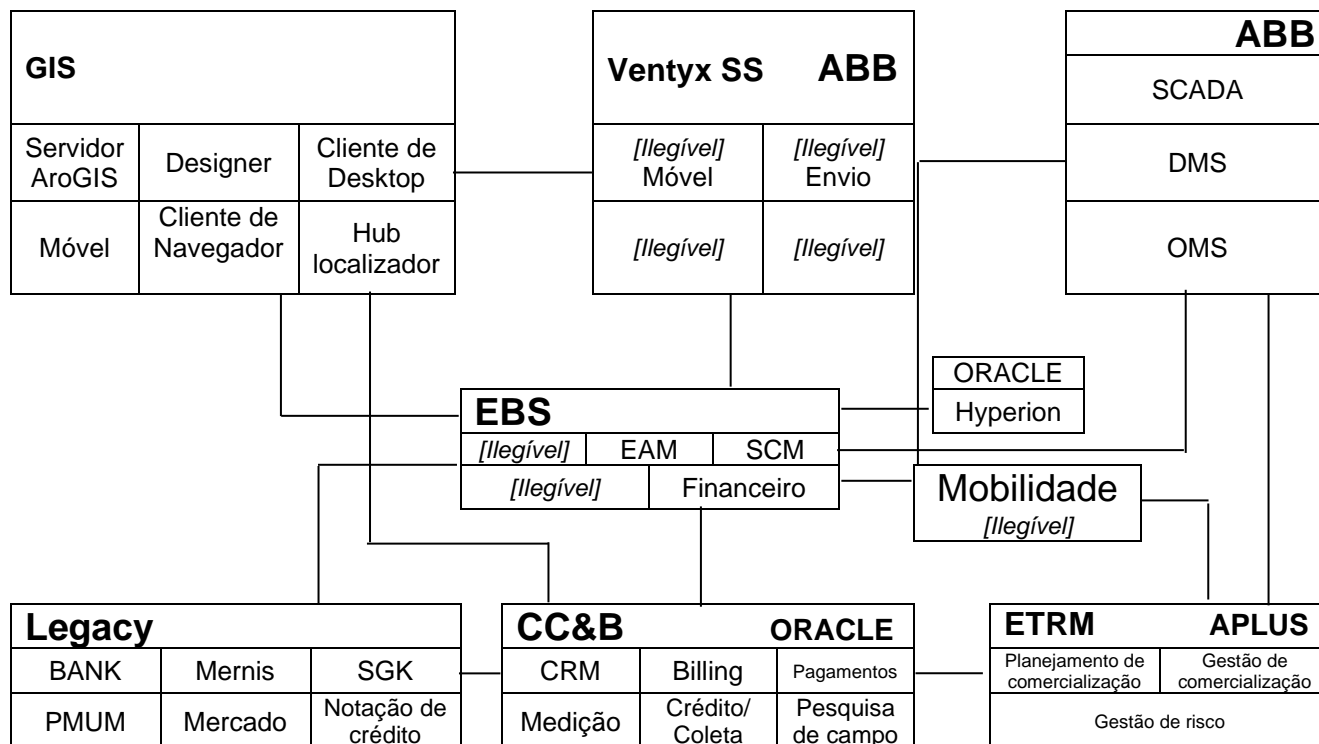 GIS
Servidor
AroGIS
Designer
Cliente de
Desktop
Móvel
Cliente de
Navegador
Hub
localizador
Ventyx SS ABB
[Ilegível]
Móvel
[Ilegível]
Envio
[Ilegível]
[Ilegível]
ABB
SCADA
DMS
OMS
ORACLE
Hyperion
EBS
[Ilegível]
EAM
SCM
[Ilegível]
Financeiro
Mobilidade
[Ilegível]
Legacy
BANK
Mernis
SGK
PMUM
Mercado
Notação de
crédito
CC&B ORACLE
CRM
Billing
Pagamentos
Medição
Crédito/
Coleta
Pesquisa
de campo
ETRM APLUS
Planejamento de
comercialização
Gestão de
comercialização
Gestão de risco